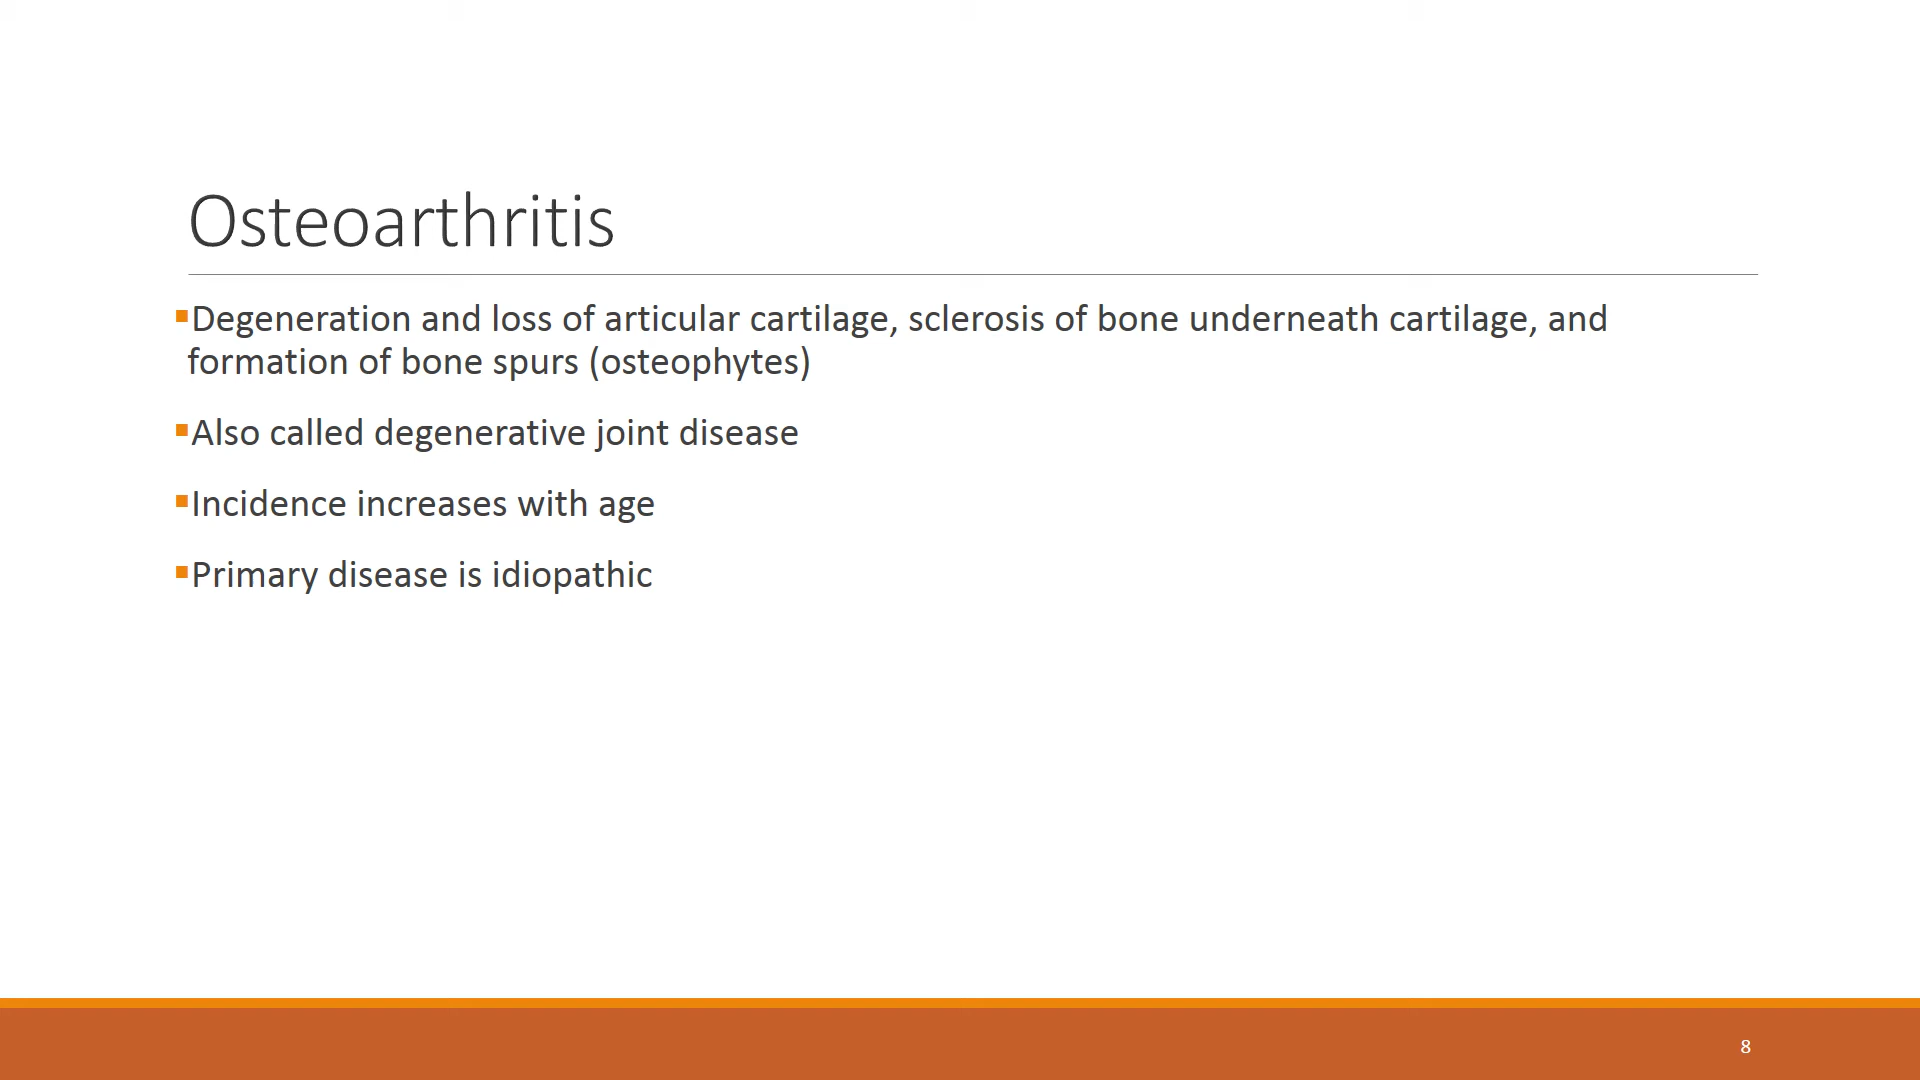 Osteoarthritis
▪Degeneration and loss of articular cartilage, sclerosis of bone underneath cartilage, and
formation of bone spurs (osteophytes)
▪Also called degenerative joint disease
▪Incidence increases with age
▪Primary disease is idiopathic
8